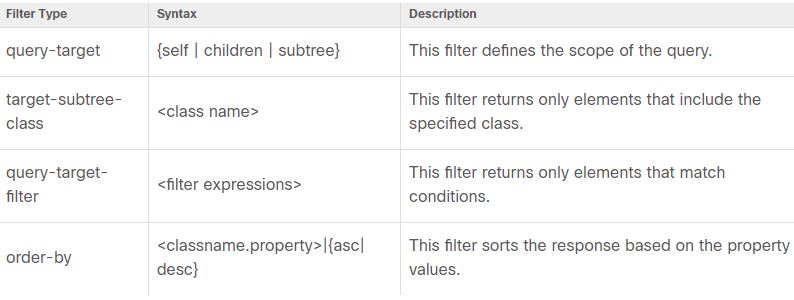 Filter Type Syntax Description
query-target {self | children | subtree} This filter defines the scope of the query.
target-subtree-
class
<class name>
This filter returns only elements that include the
specified class.
query-target-
filter
<filter expressions>
This filter returns only elements that match
conditions.
order-by
<classname.property>|{asc|
desc}
This filter sorts the response based on the property
values.